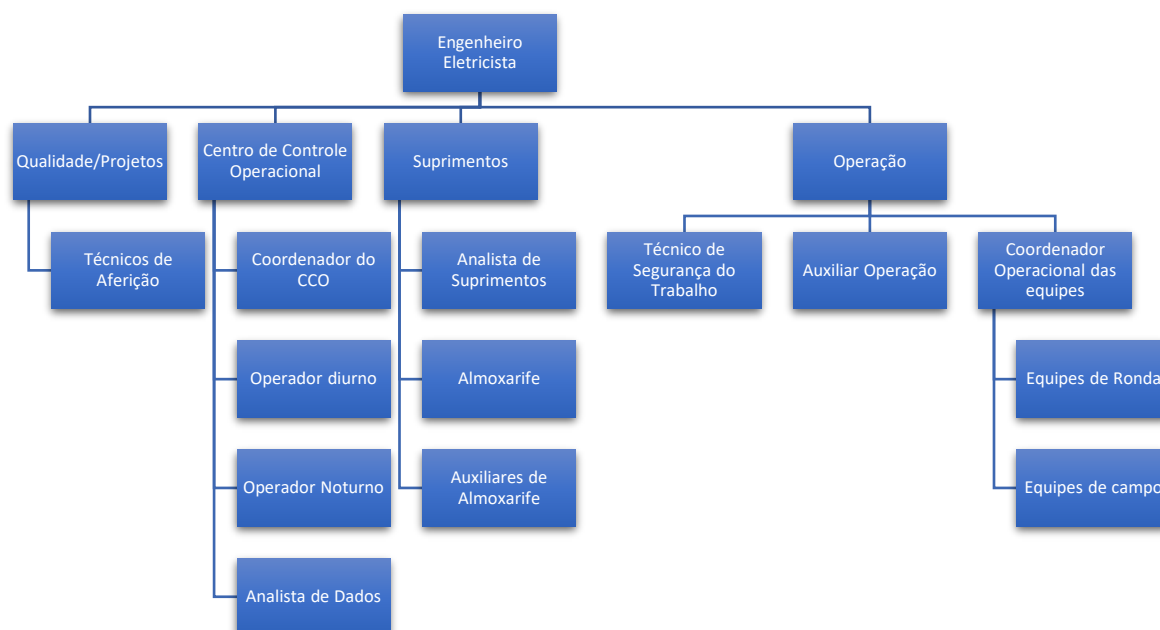 Engenheiro
Eletricista
Qualidade/Projetos
Centro de Controle
Operacional
Suprimentos
Operação
Técnicos de
Aferição
Coordenador do
CCO
Analista de
Suprimentos
Técnico de
Segurança do
Trabalho
Auxiliar Operação
Coordenador
Operacional das
equipes
Operador diurno
Almoxarife
Equipes de Ronda
Operador Noturno
Auxiliares de
Almoxarife
Equipes de campo
Analista de Dados